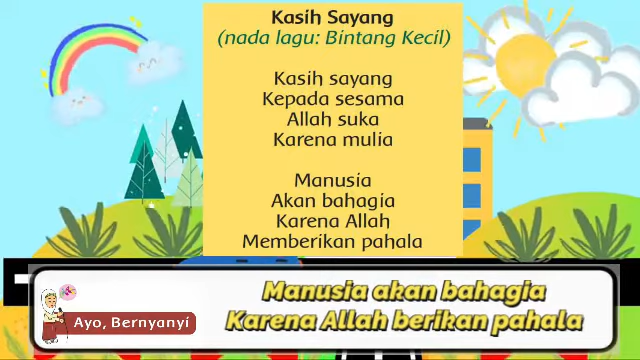 Kasih Sayang
(nada lagu: Bintang Kecil)
Kasih sayang
Kepada sesama
Allah suka
Karena mulia
Manusia
Akan bahagia
Karena Allah
Memberikan pahala
Manusia akan bahagia
Karena Allah berikan pahala
Ayo, Bernyanyi